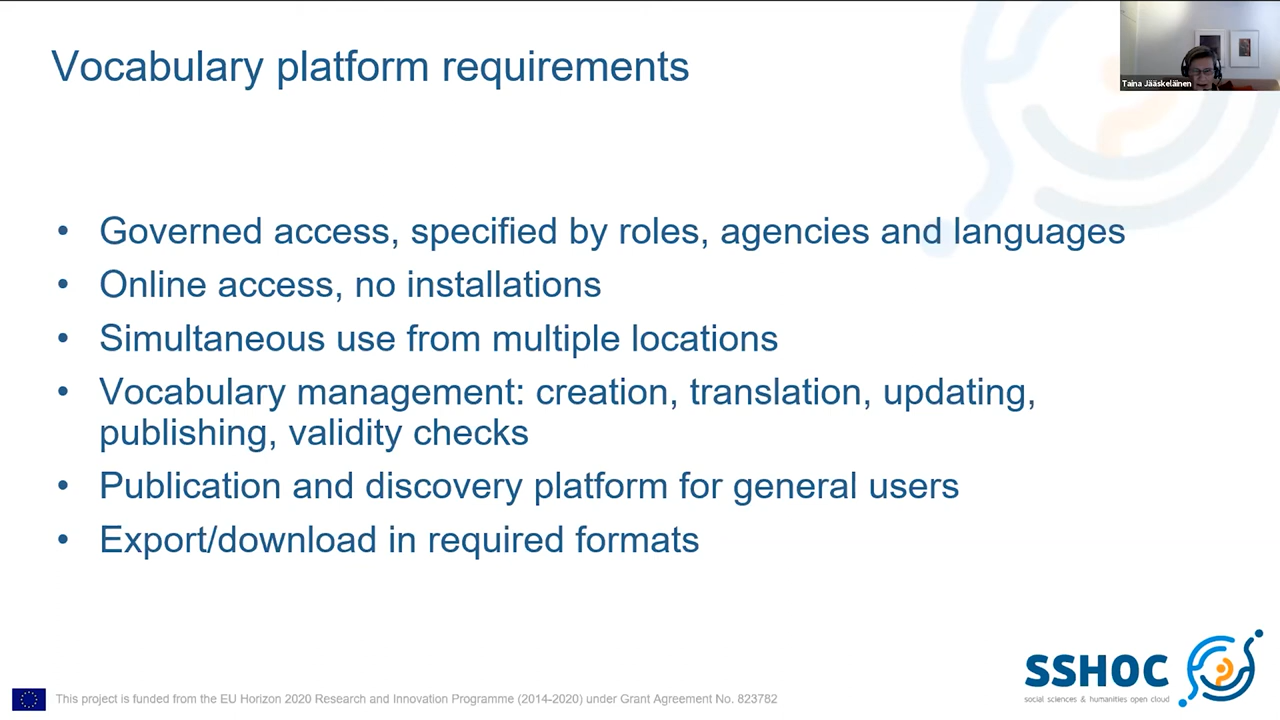 Vocabulary platform requirements
Taina Jääskeläinen
• Governed access, specified by roles, agencies and languages
• Online access, no installations
• Simultaneous use from multiple locations
• Vocabulary management: creation, translation, updating,
publishing, validity checks
• Publication and discovery platform for general users
• Export/download in required formats
SSHOC
social sciences & humanities open cloud
This project is funded from the EU Horizon 2020 Research and Innovation Programme (2014-2020) under Grant Agreement No. 823782